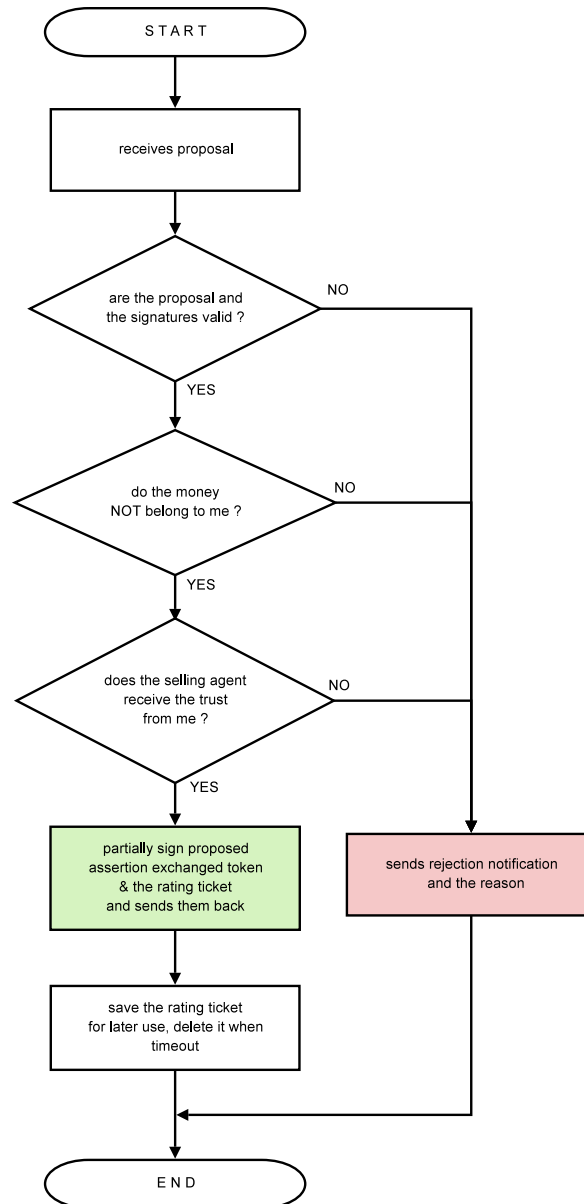 START
receives proposal
are the proposal and
the signatures valid ?
NO
YES
do the money
NOT belong to me ?
NO
YES
does the selling agent
receive the trust
from me ?
NO
YES
partially sign proposed
assertion exchanged token
& the rating ticket
and sends them back
sends rejection notification
and the reason
save the rating ticket
for later use, delete it when
timeout
END